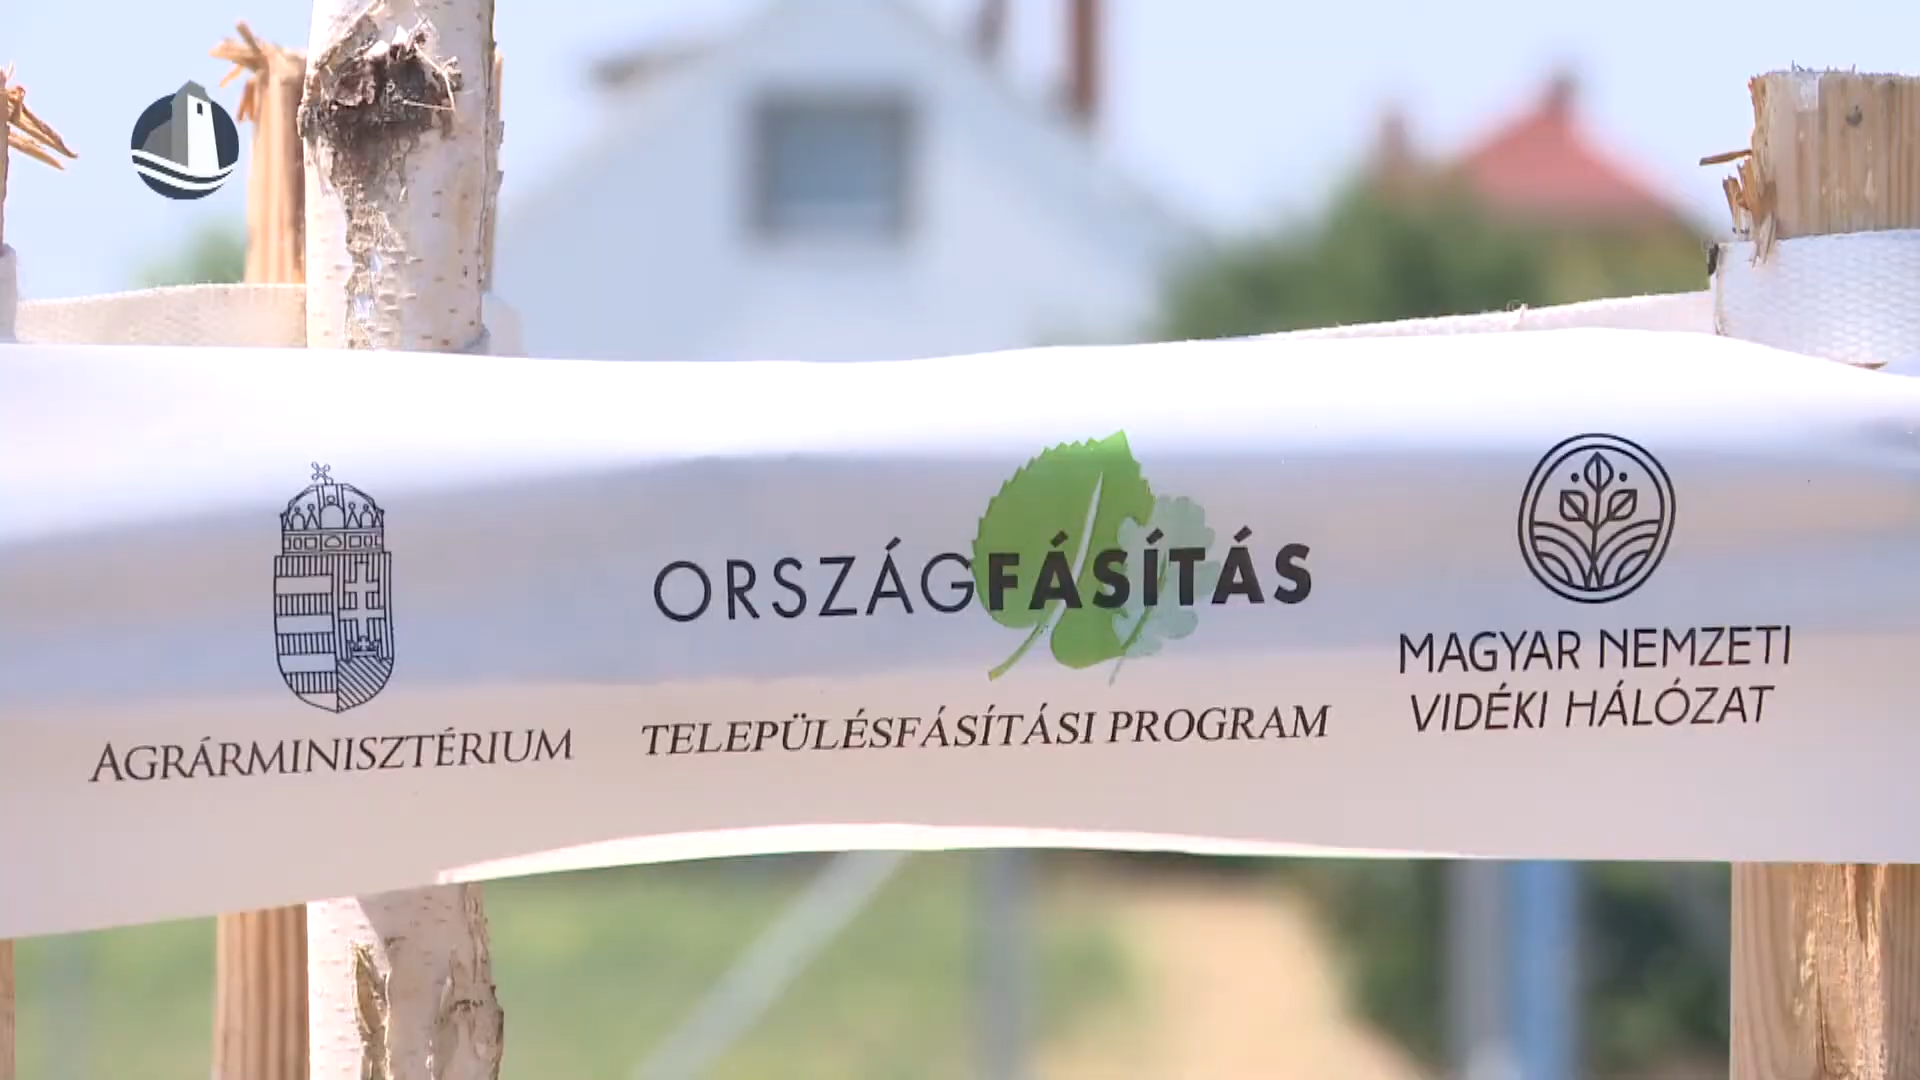 AGRÁRMINISZTÉRIUM
ORSZÁGFÁSÍTÁS
TELEPÜLÉSFÁSÍTÁSI PROGRAM
MAGYAR NEMZETI
VIDÉKI HÁLÓZAT